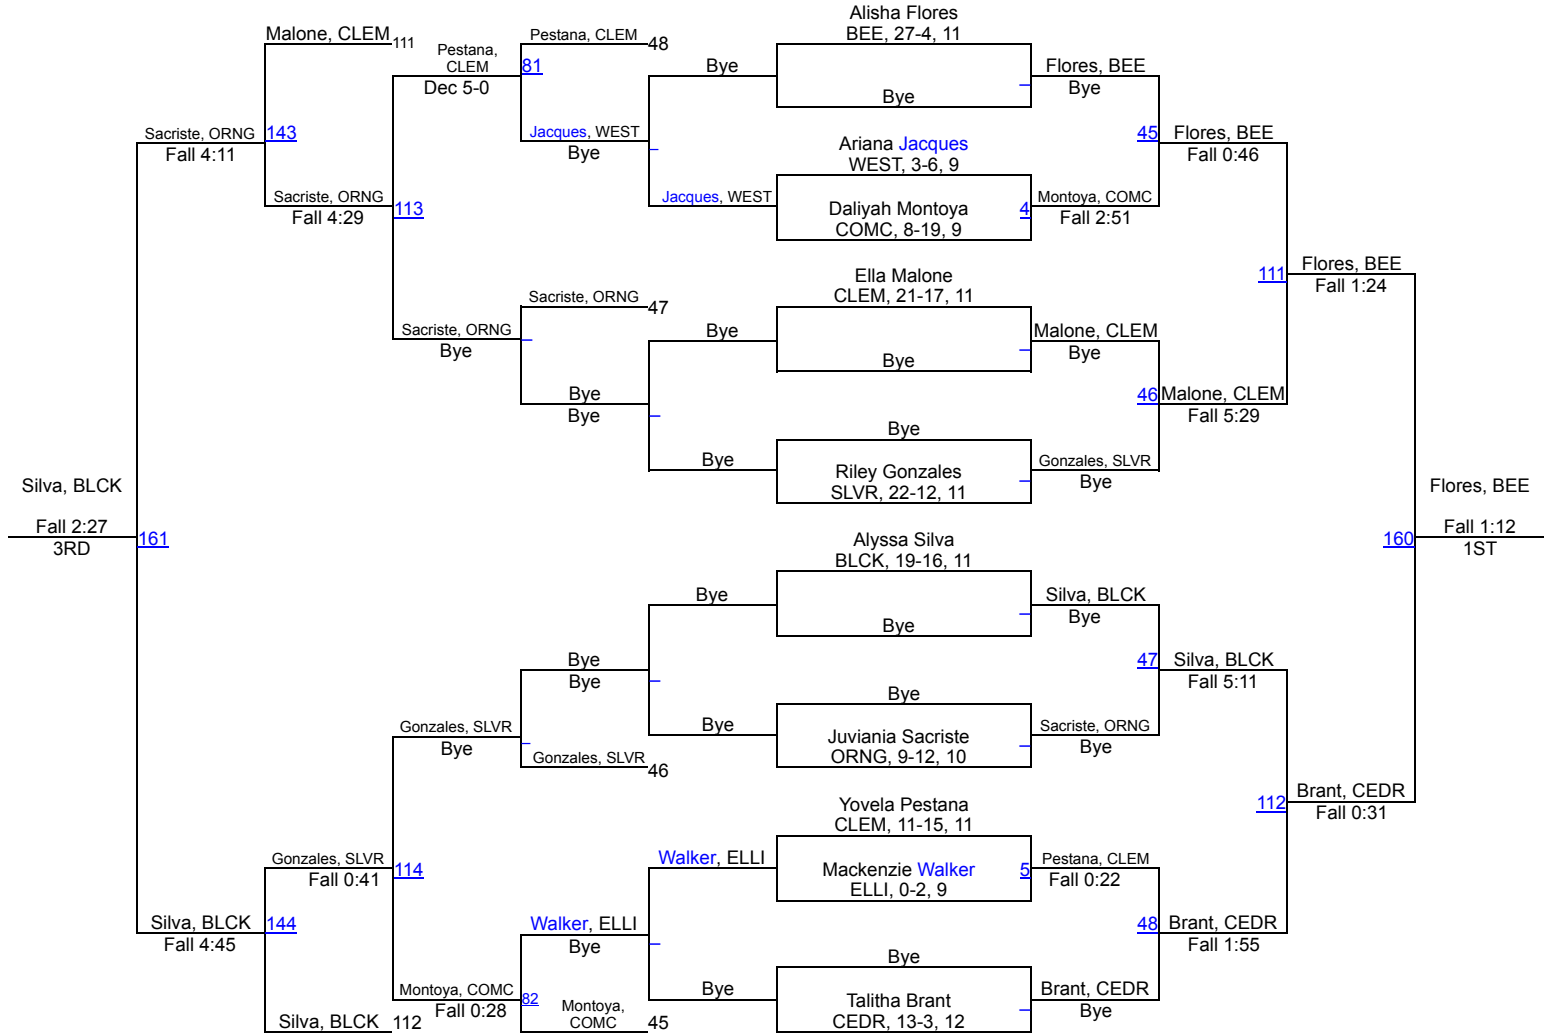 Alisha Flores
BEE, 27-4, 11
Bye
Ariana Jacques
WEST, 3-6, 9
Daliyah Montoya
COMC, 8-19, 9
4
Ella Malone
CLEM, 21-17, 11
Bye
Bye
Riley Gonzales
SLVR, 22-12, 11
Alyssa Silva
BLCK, 19-16, 11
Bye
Bye
Juviania Sacriste
ORNG, 9-12, 10
Yovela Pestana
CLEM, 11-15, 11
Mackenzie Walker
ELLI, 0-2, 9
5
Bye
Talitha Brant
CEDR, 13-3, 12
Flores, BEE
Bye
Montoya, COMC
Fall 2:51
Malone, CLEM
Bye
Gonzales, SLVR
Bye
Silva, BLCK
Bye
Sacriste, ORNG
Bye
Pestana, CLEM
Fall 0:22
Brant, CEDR
Bye
45
Flores, BEE
Fall 0:46
46
Malone, CLEM
Fall 5:29
47
Silva, BLCK
Fall 5:11
48
Brant, CEDR
Fall 1:55
111
Flores, BEE
Fall 1:24
112
Brant, CEDR
Fall 0:31
160
Flores, BEE
Fall 1:12
1ST
Bye
Jacques, WEST
Bye
Bye
Bye
Bye
Walker, ELLI
Bye
Pestana, CLEM
48
81
Jacques, WEST
Bye
Sacriste, ORNG
47
Bye
Bye
Bye
Bye
Gonzales, SLVR
46
Walker, ELLI
Bye
82
Montoya,
COMC
45
Pestana,
CLEM
Dec 5-0
Sacriste, ORNG
Bye
Gonzales, SLVR
Bye
Montoya, COMC
Fall 0:28
Malone, CLEM
111
143
Sacriste, ORNG
Fall 4:29
113
Gonzales, SLVR
Fall 0:41
114
144
Silva, BLCK
112
Sacriste, ORNG
Fall 4:11
Silva, BLCK
Fall 4:45
Silva, BLCK
Fall 2:27
3RD
161